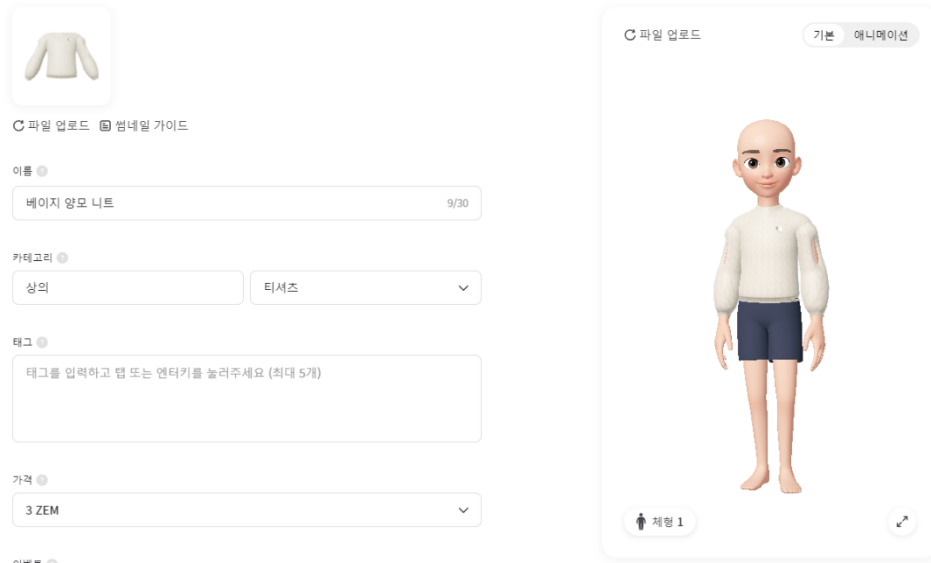 파일 업로드
기본 애니메이션
파일 업로드 썸네일 가이드
이름
베이지 양모 니트 9/30
카테고리
상의 티셔츠
태그
태그를 입력하고 탭 또는 엔터키를 눌러주세요 (최대 5개)
가격
3 ZEM
체형 1